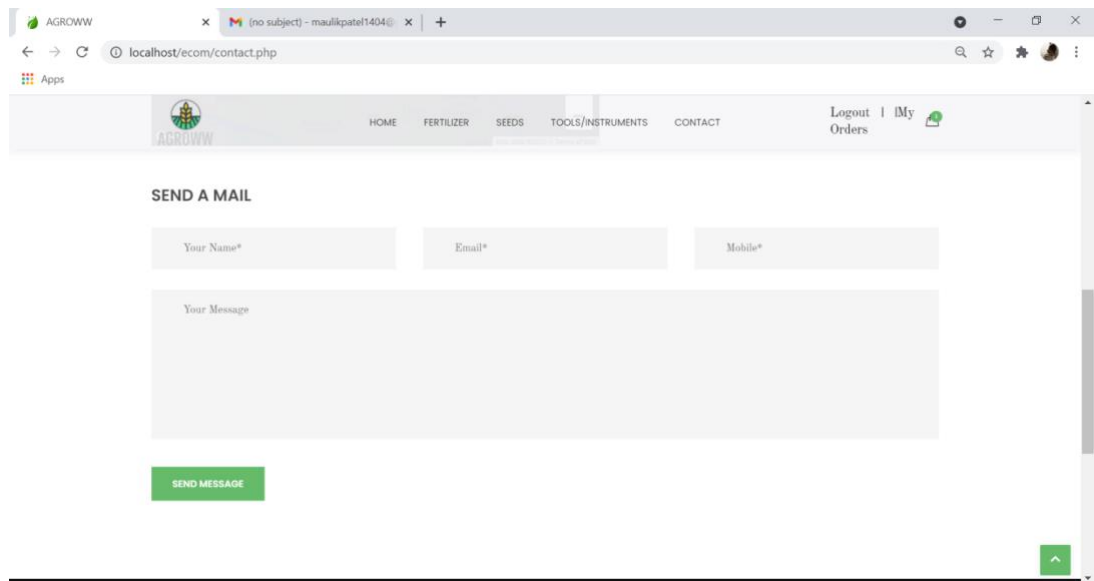 AGROWW
(no subject) - maulikpatel1404@
localhost/ecom/contact.php
Apps
AGROWW
HOME FERTILIZER SEEDS TOOLS/INSTRUMENTS CONTACT
Logout | |My
Orders
SEND A MAIL
Your Name* Email* Mobile*
Your Message
SEND MESSAGE